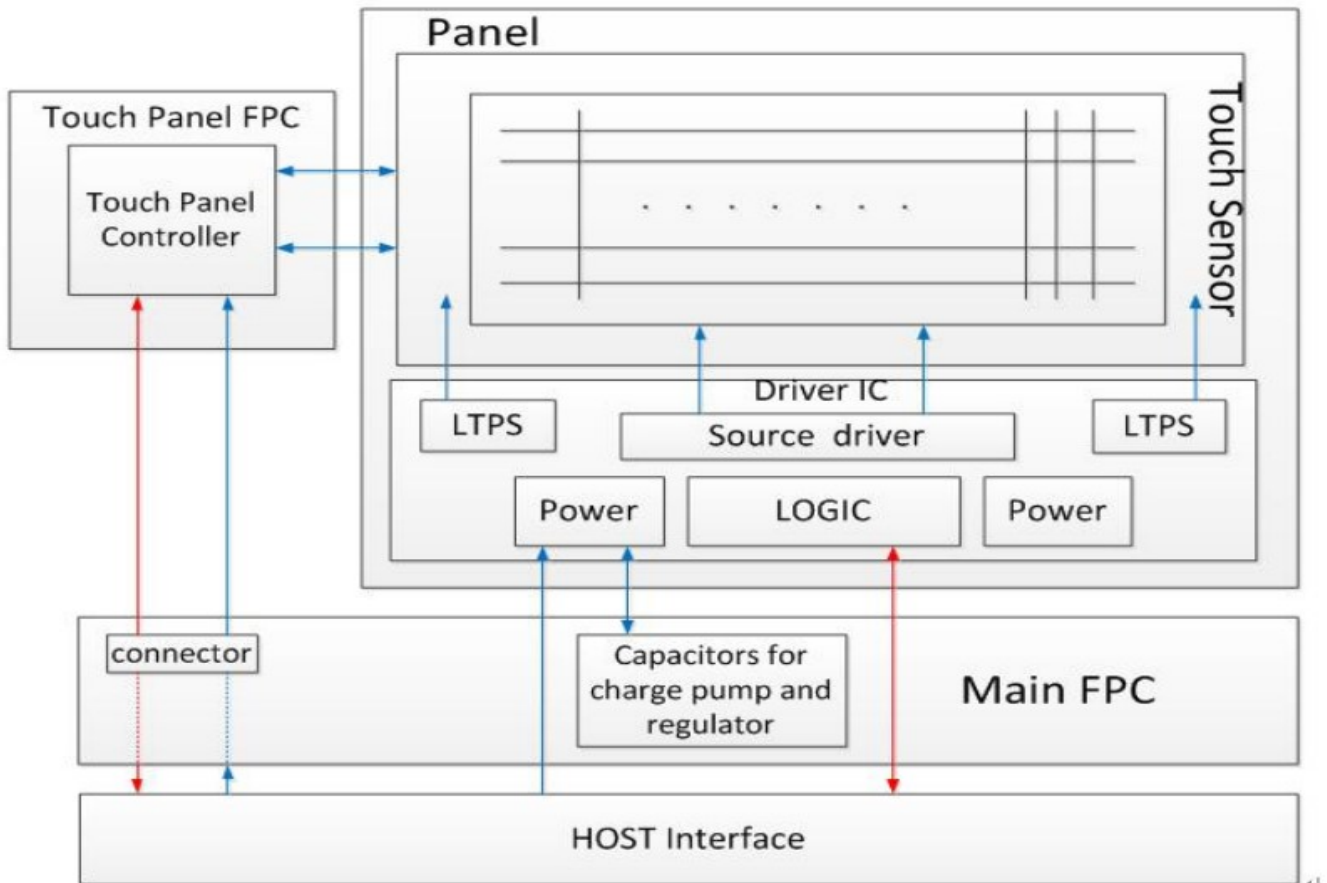 Panel
Touch Panel FPC
Touch Panel
Controller
Touch Sensor
Driver IC
LTPS
Source driver
LTPS
Power
LOGIC
Power
connector
Capacitors for
charge pump and
regulator
Main FPC
HOST Interface